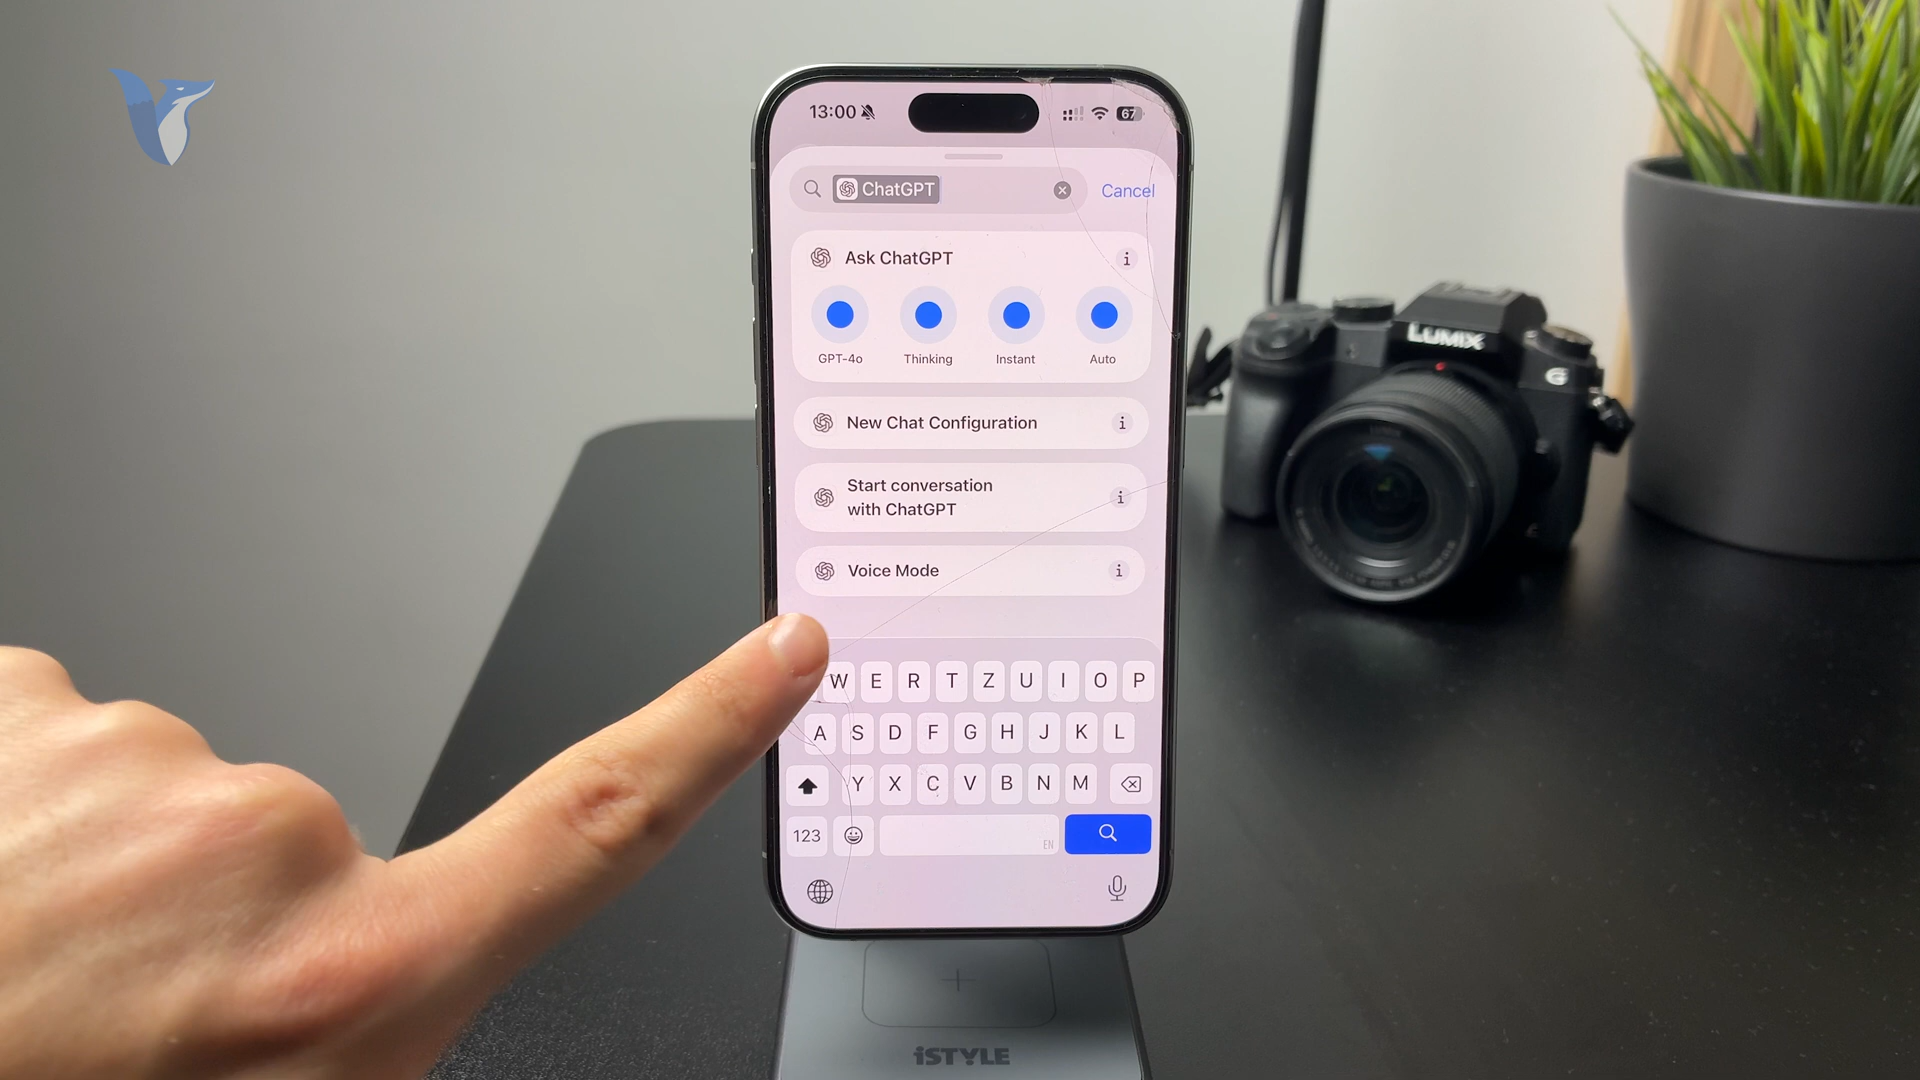 13:00
67
ChatGPT
Cancel
Ask ChatGPT
GPT-4o
Thinking
Instant
Auto
New Chat Configuration
Start conversation
with ChatGPT
Voice Mode
W E R T Z U I O P
A S D F G H J K L
Y X C V B N M
123
EN
LUMIX
G
iSTYLE